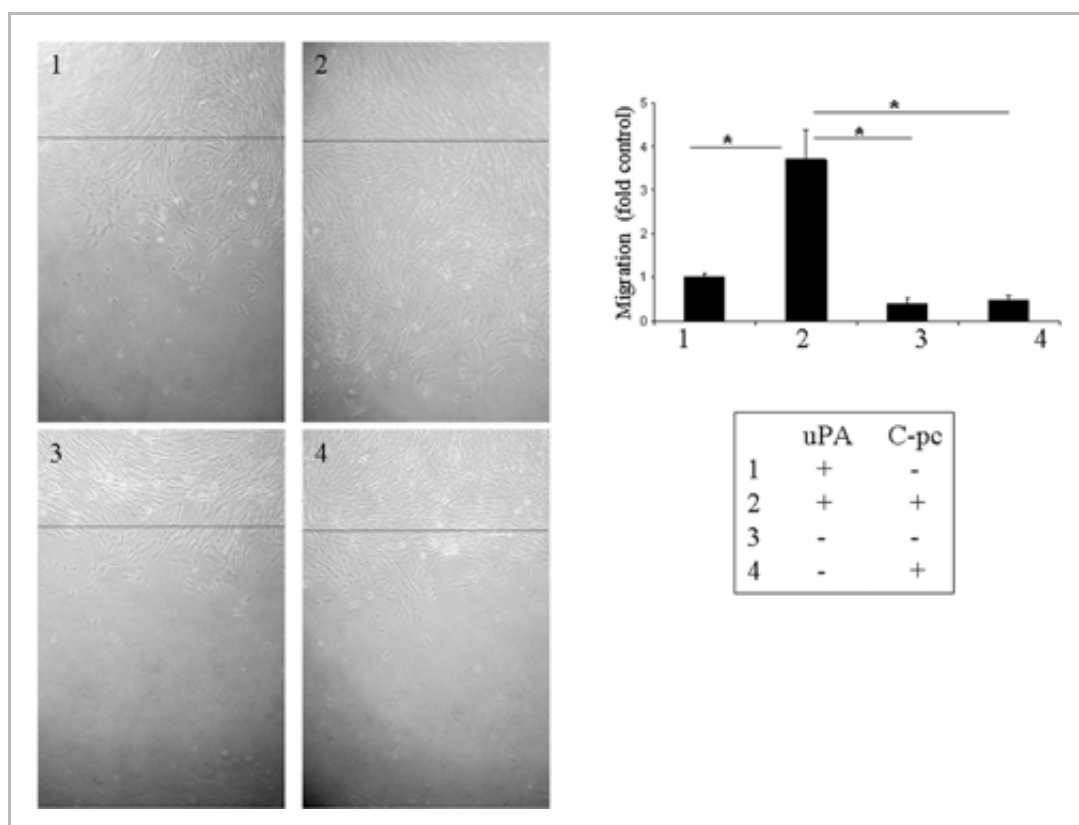 1
2
3
4
Migration (fold control)
5
4
3
2
1
0
*
*
*
1 2 3 4
uPA C-pc
1 + -
2 + +
3 - -
4 - +